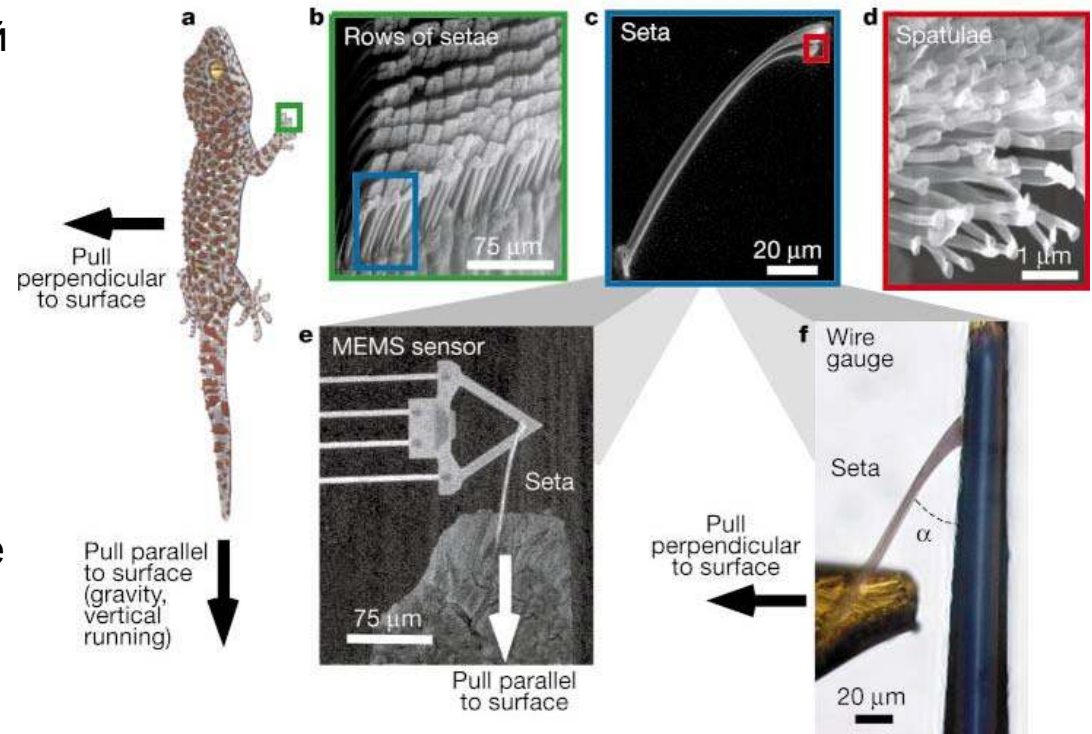 й
a
b
Rows of setae
75 μm
c
Seta
20 μm
d
Spatulae
1 μm
Pull
perpendicular
to surface
e
Pull parallel
to surface
(gravity,
vertical
running)
e
MEMS sensor
Seta
75 μm
Pull parallel
to surface
Pull
perpendicular
to surface
f
Wire
gauge
Seta
α
20 μm